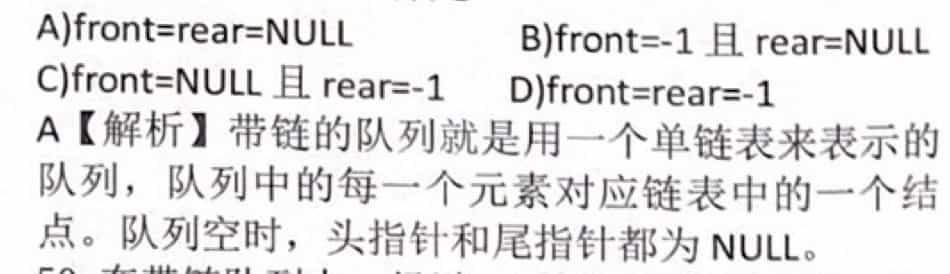 A)front=rear=NULL B)front=-1 且 rear=NULL
C)front=NULL 且 rear=-1 D)front=rear=-1
A【解析】带链的队列就是用一个单链表来表示的
队列，队列中的每一个元素对应链表中的一个结
点。队列空时，头指针和尾指针都为 NULL。